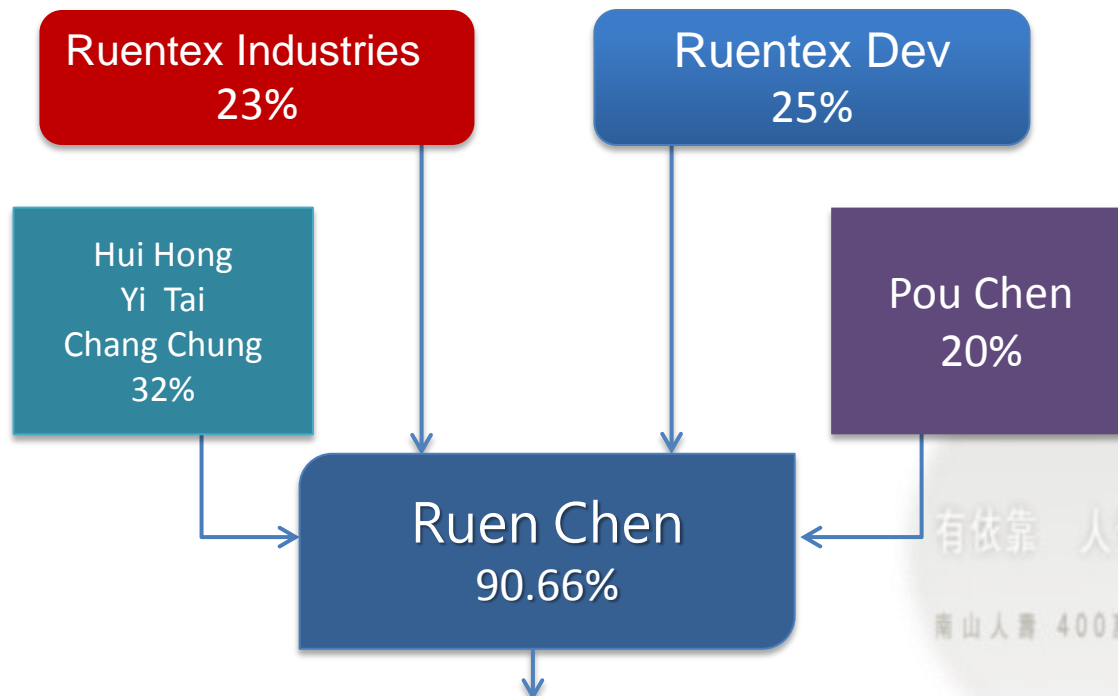 Ruentex Industries
23%
Ruentex Dev
25%
Hui Hong
Yi Tai
Chang Chung
32%
Pou Chen
20%
Ruen Chen
90.66%
有依靠 人
南山人壽 400